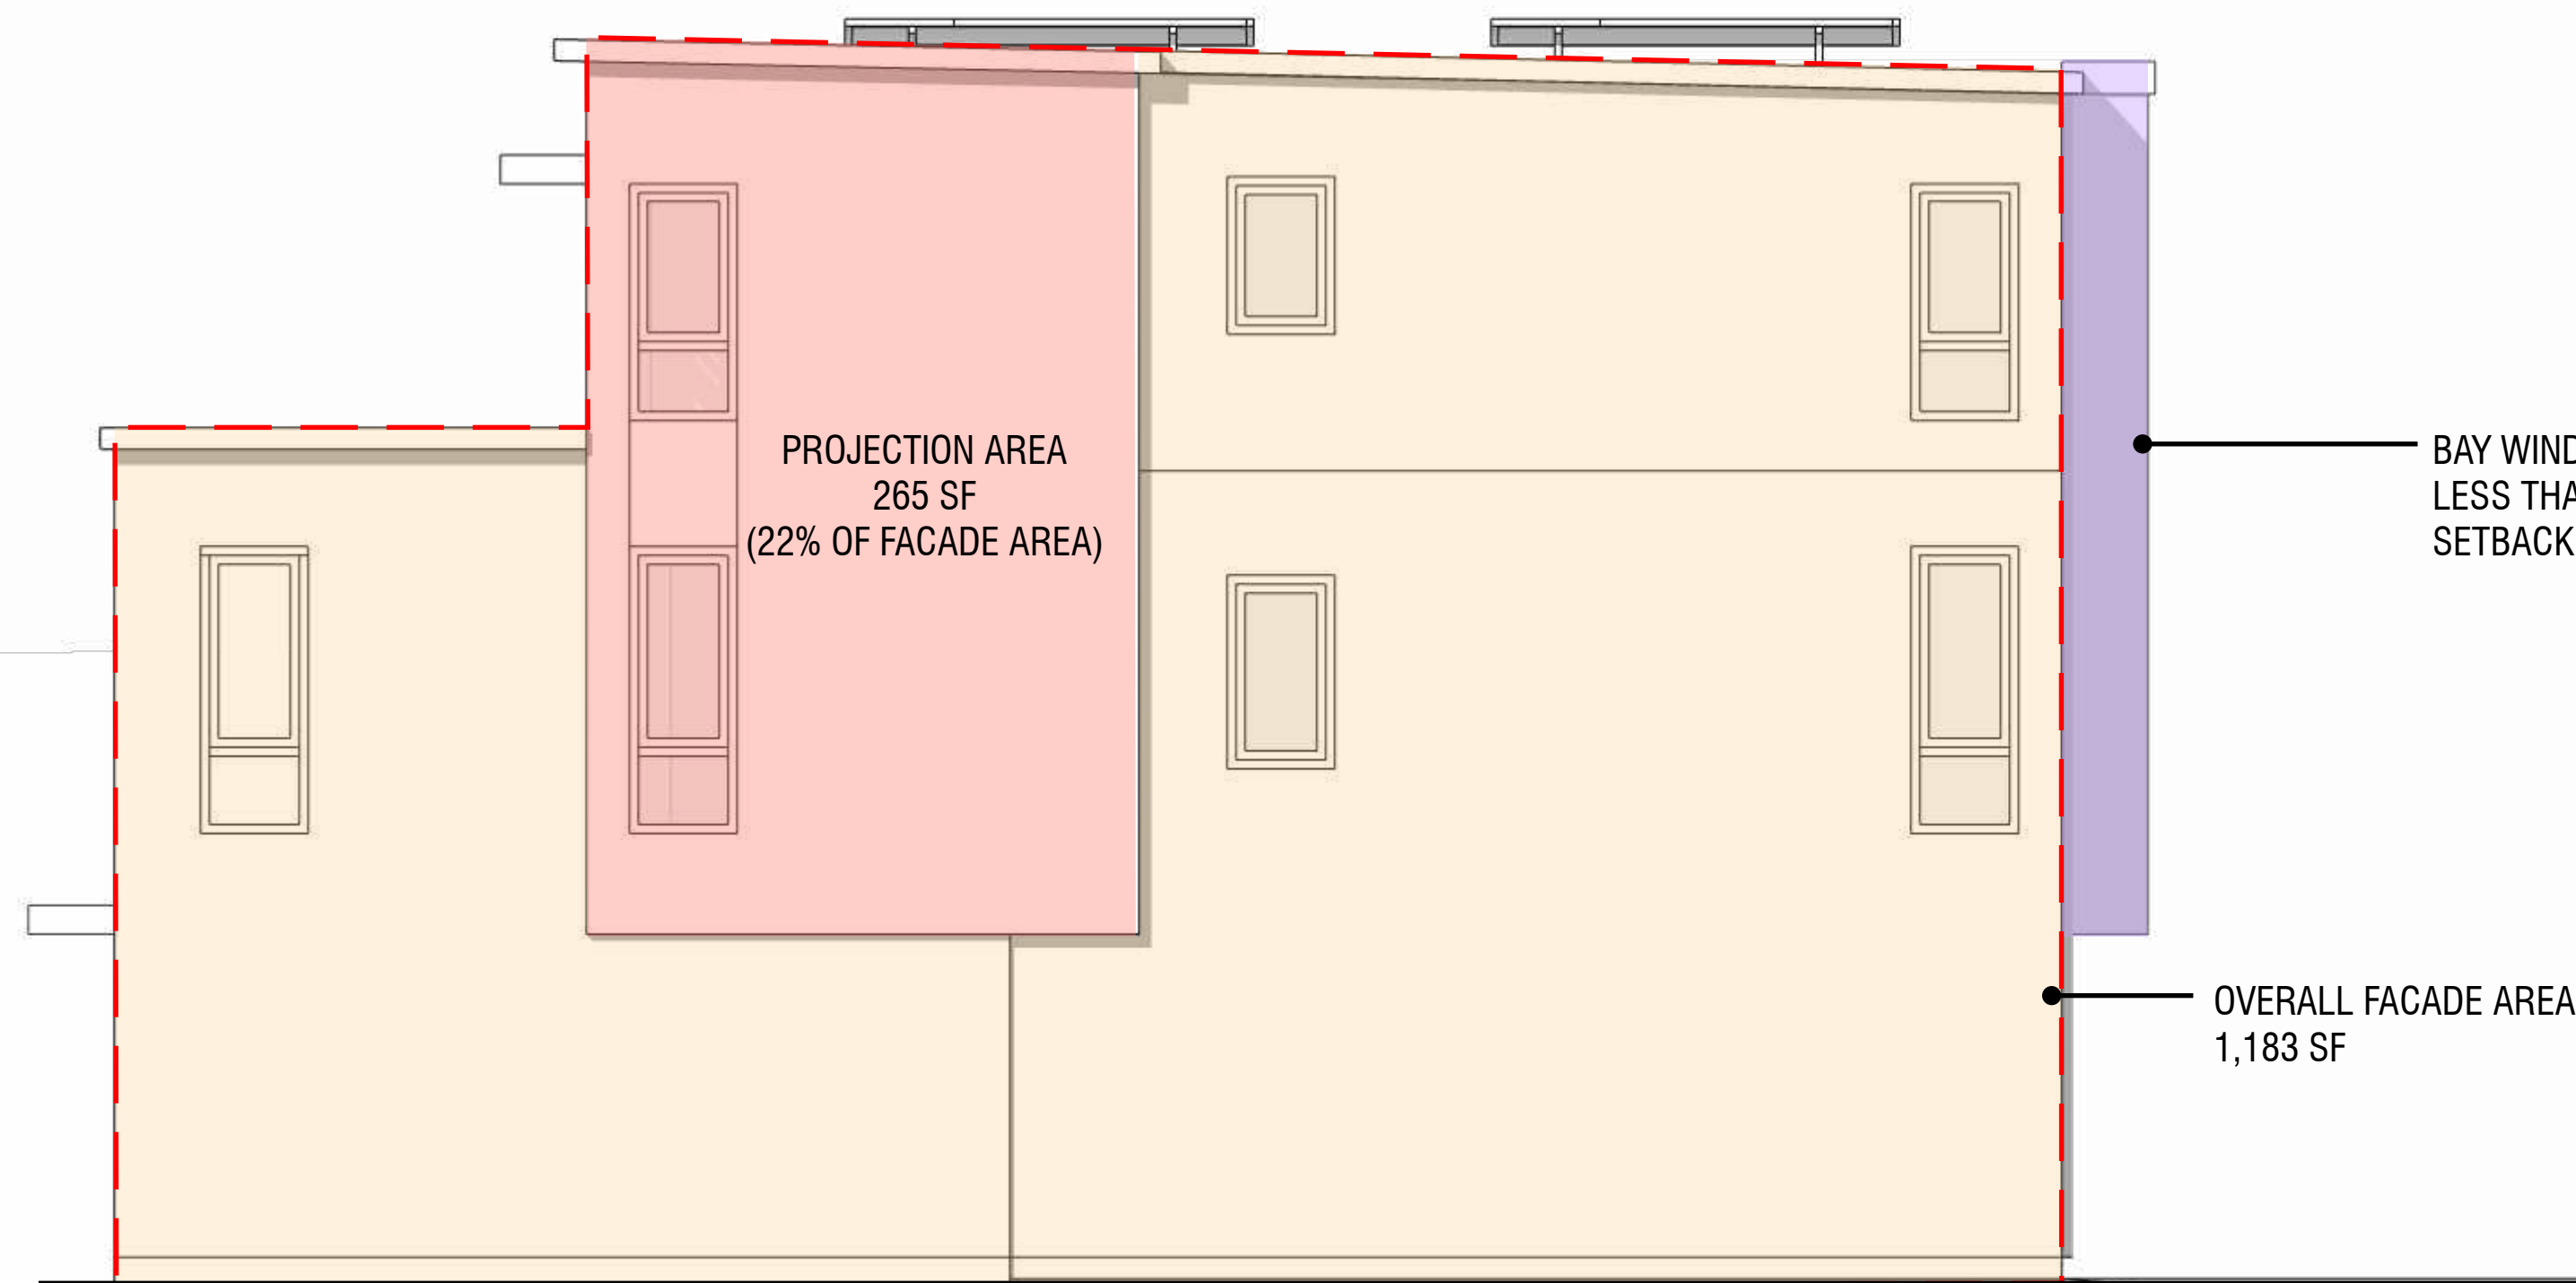 PROJECTION AREA
265 SF
(22% OF FACADE AREA)
BAY WIND
LESS THA
SETBACK
OVERALL FACADE AREA
1,183 SF